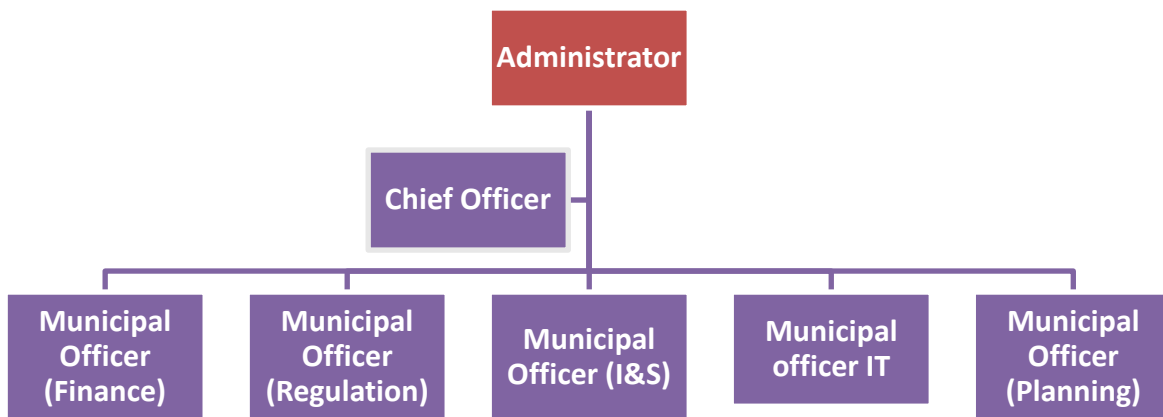 Administrator
Chief Officer
Municipal
Officer
(Finance)
Municipal
Officer
(Regulation)
Municipal
Officer (I&S)
Municipal
officer IT
Municipal
Officer
(Planning)